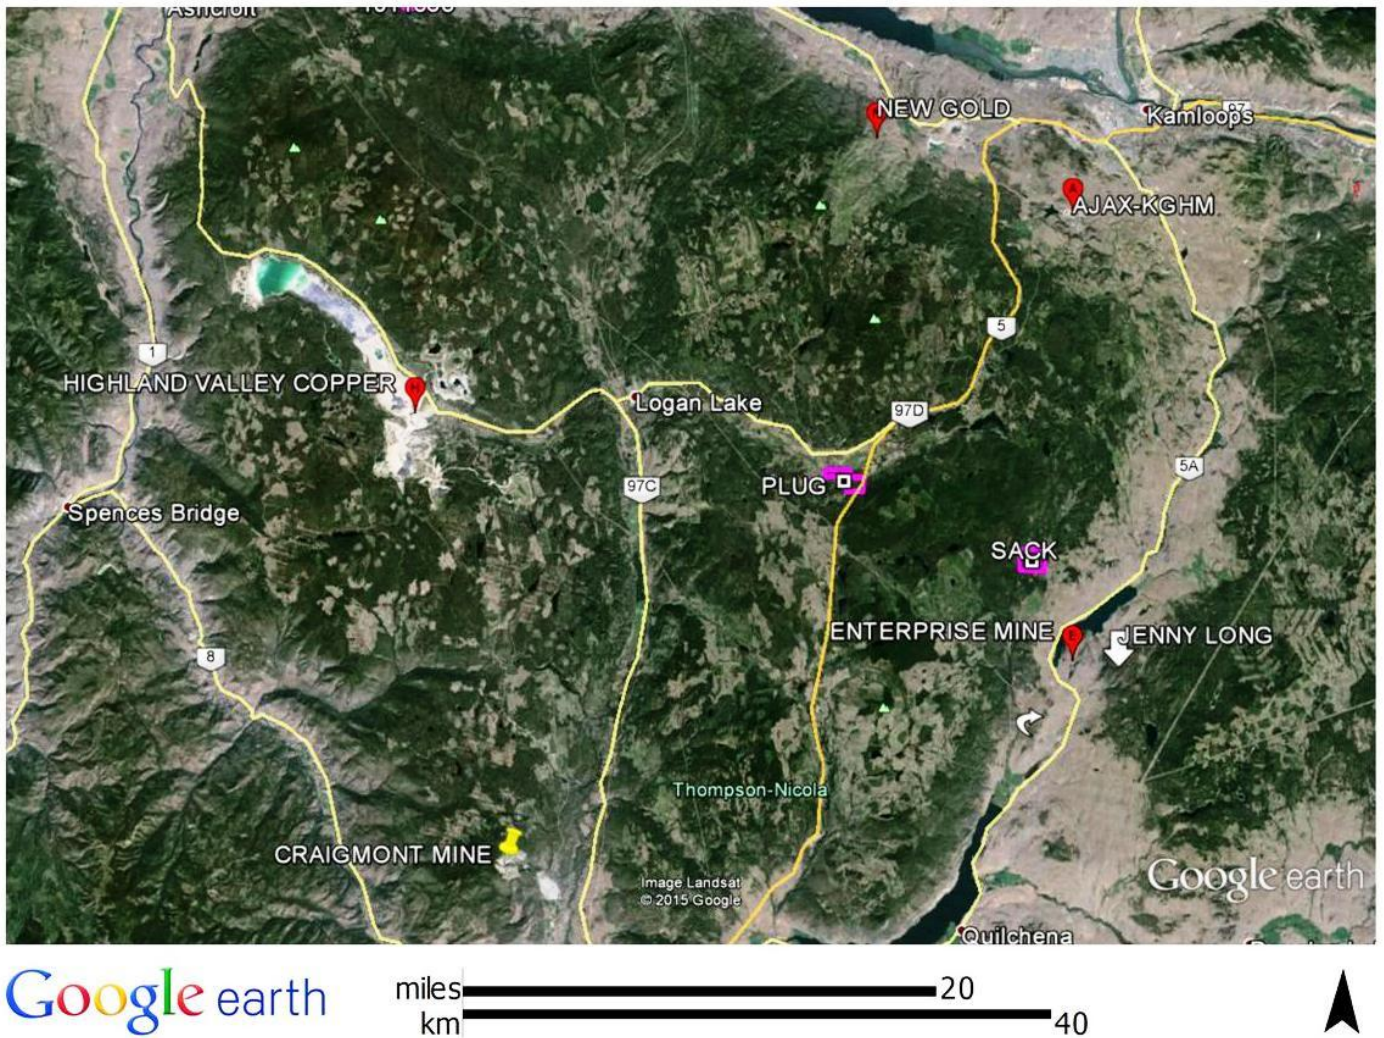 Ashcroft
NEW GOLD
Kamloops
97
A
AJAX-KGHM
5
1
HIGHLAND VALLEY COPPER
H
Logan Lake
97D
5A
97C
PLUG
Spences Bridge
SACK
ENTERPRISE MINE
E
JENNY LONG
8
Thompson-Nicola
CRAIGMONT MINE
Image Landsat
© 2015 Google
Google earth
Quilchena
Google earth
miles 20
km 40